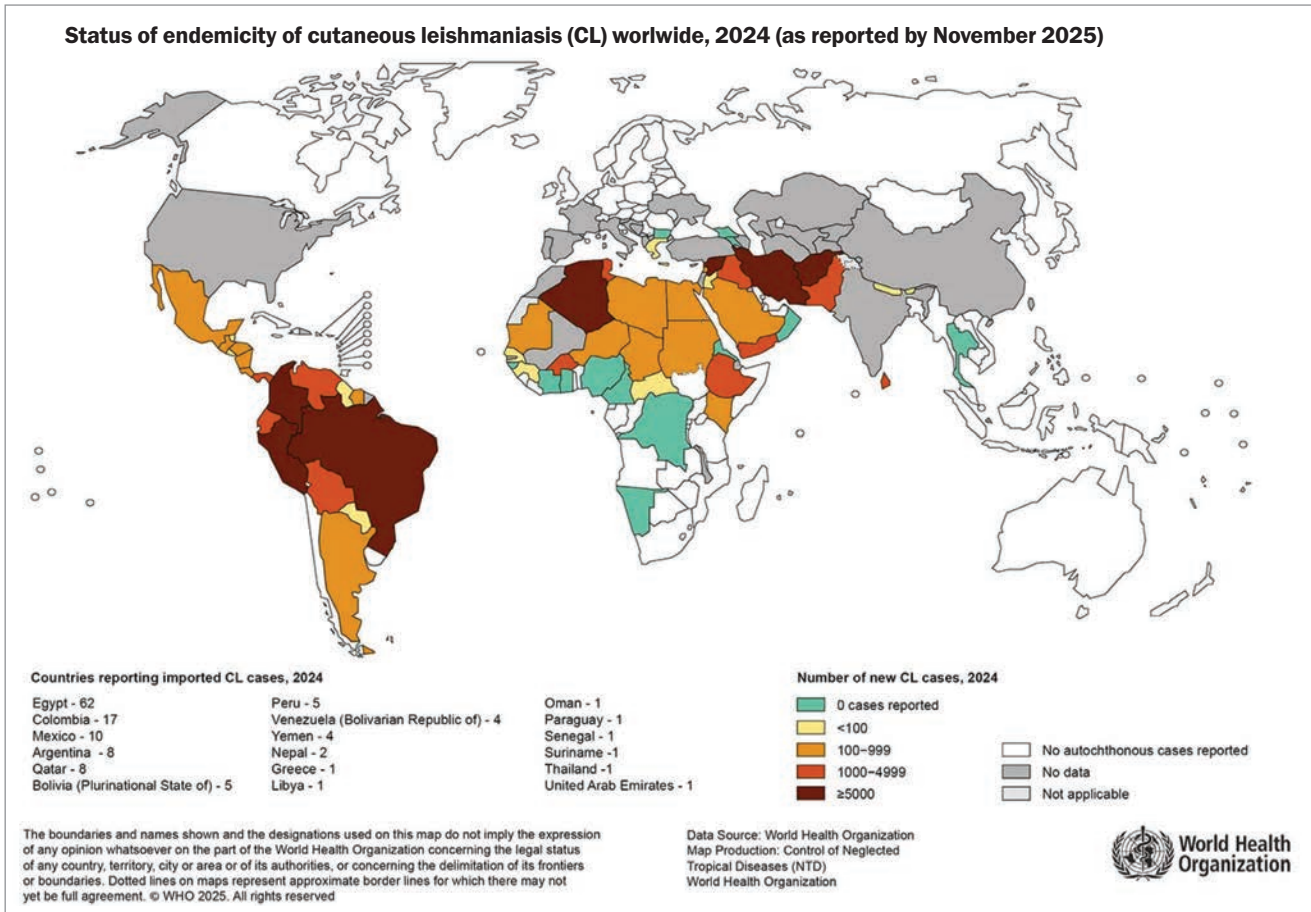 Status of endemicity of cutaneous leishmaniasis (CL) worlwide, 2024 (as reported by November 2025)
Countries reporting imported CL cases, 2024
Egypt - 62
Colombia - 17
Mexico - 10
Argentina - 8
Qatar - 8
Bolivia (Plurinational State of) - 5
Peru - 5
Venezuela (Bolivarian Republic of) - 4
Yemen - 4
Nepal - 2
Greece - 1
Libya - 1
Oman - 1
Paraguay - 1
Senegal - 1
Suriname -1
Thailand -1
United Arab Emirates - 1
Number of new CL cases, 2024
0 cases reported
<100
100–999
1000–4999
≥5000
No autochthonous cases reported
No data
Not applicable
The boundaries and names shown and the designations used on this map do not imply the expression
of any opinion whatsoever on the part of the World Health Organization concerning the legal status
of any country, territory, city or area or of its authorities, or concerning the delimitation of its frontiers
or boundaries. Dotted lines on maps represent approximate border lines for which there may not
yet be full agreement. © WHO 2025. All rights reserved
Data Source: World Health Organization
Map Production: Control of Neglected
Tropical Diseases (NTD)
World Health Organization
World Health
Organization